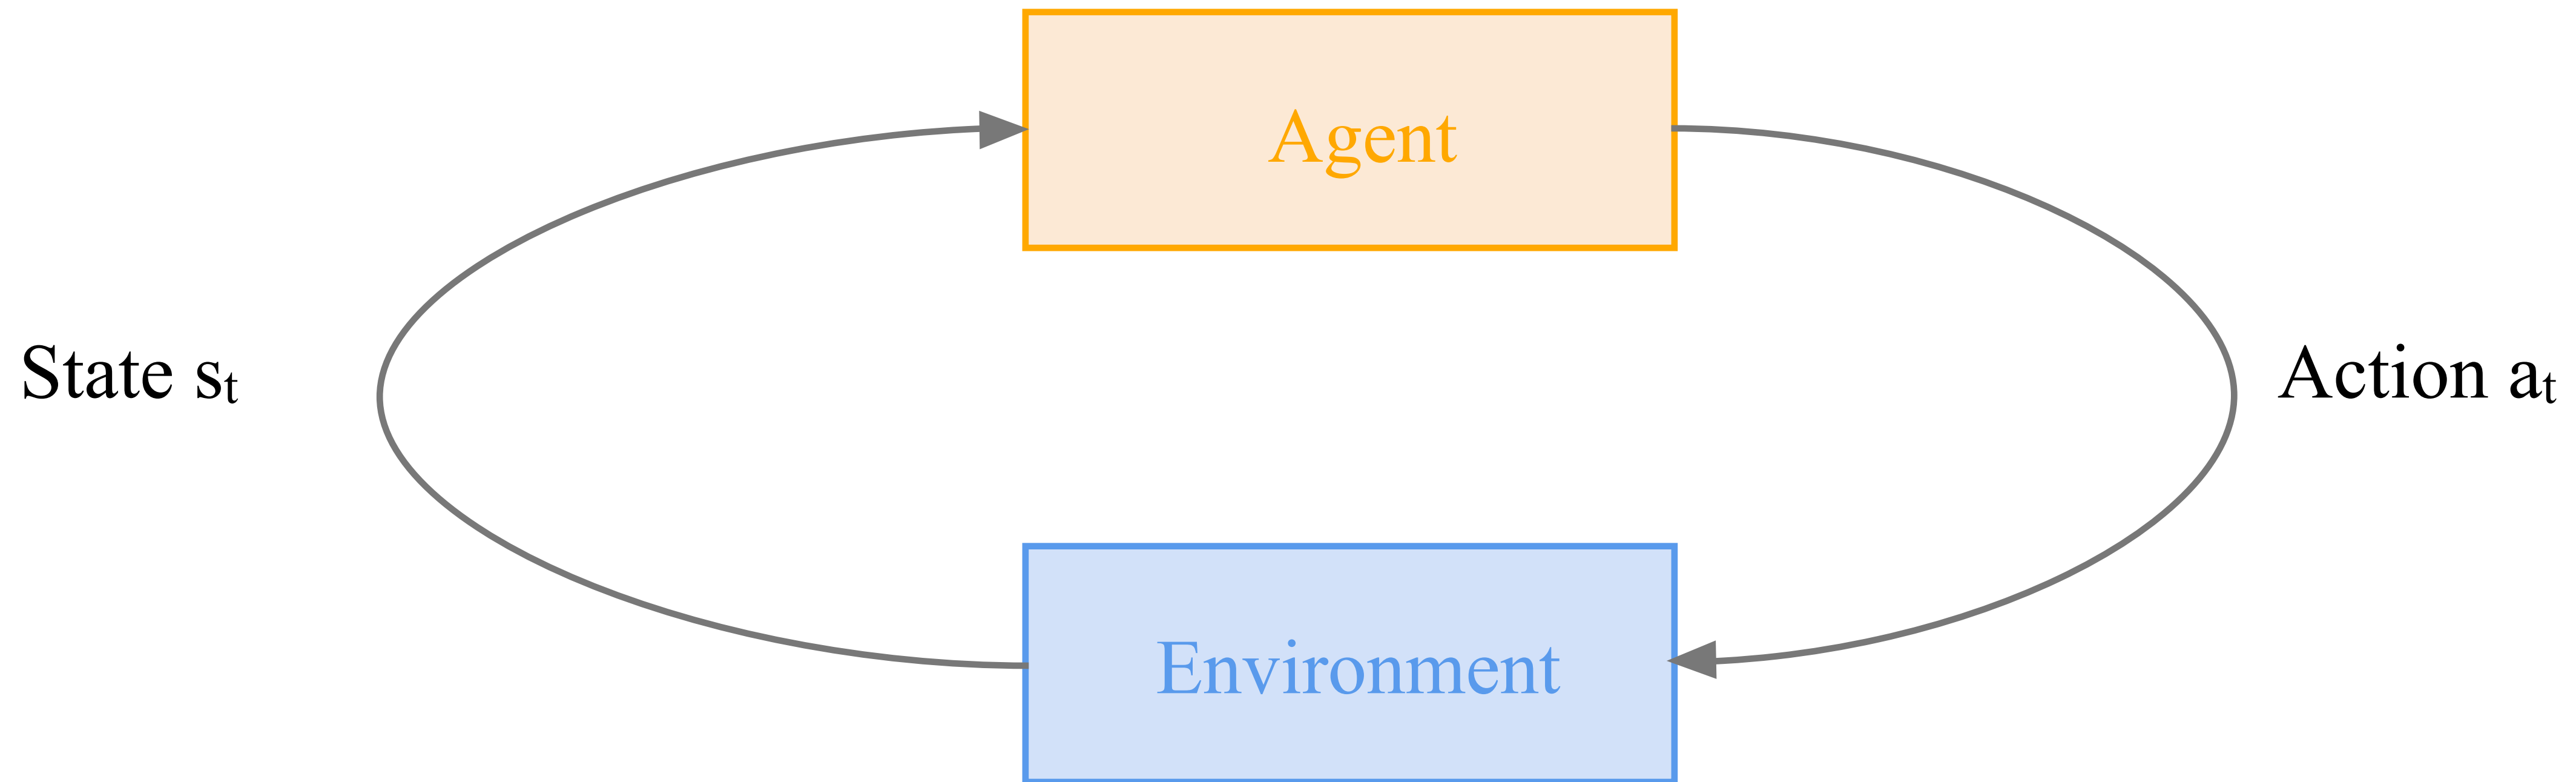 Agent
State sₜ
Action aₜ
Environment